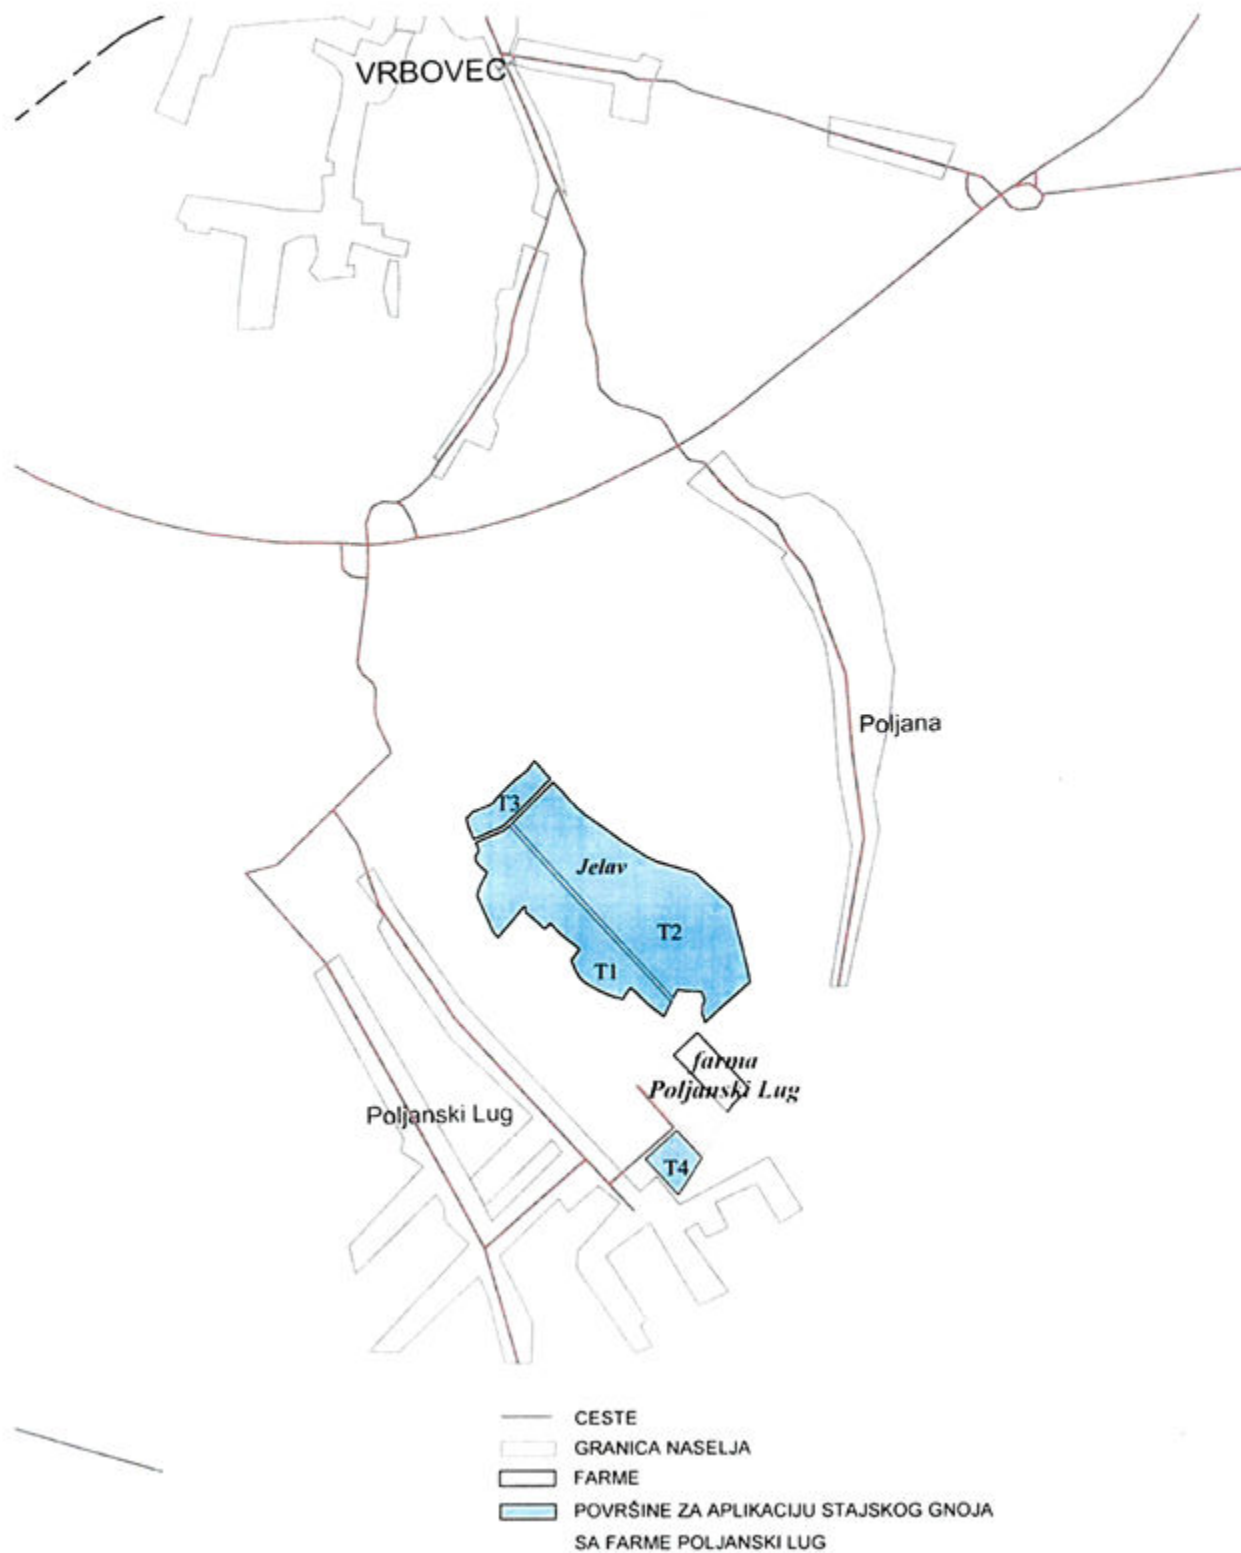 VRBOVEC
Poljana
T3
Jelav
T2
T1
farma
Poljanski Lug
Poljanski Lug
T4
CESTE
GRANICA NASELJA
FARME
POVRŠINE ZA APLIKACIJU STAJSKOG GNOJA
SA FARME POLJANSKI LUG